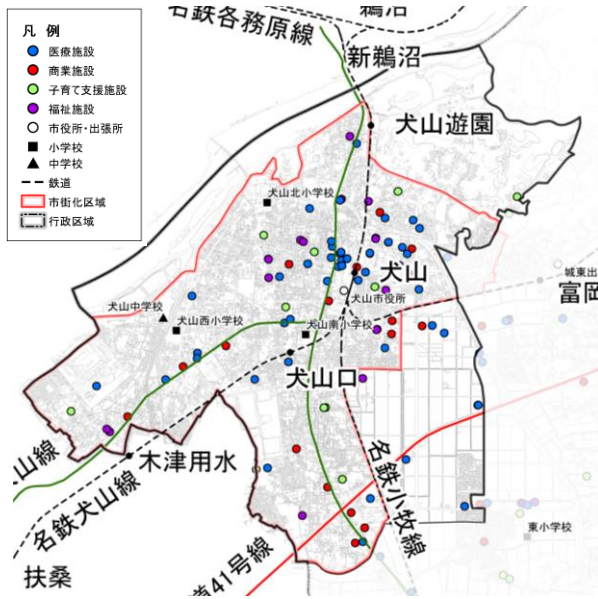 凡 例
医療施設
商業施設
子育て支援施設
福祉施設
市役所・出張所
小学校
中学校
鉄道
市街化区域
行政区域
名鉄各務原線
鵜沼
新鵜沼
犬山遊園
犬山北小学校
犬山
城東出
富岡
犬山市役所
犬山中学校
犬山西小学校
犬山南小学校
犬山口
山線
名鉄犬山線
木津用水
名鉄小牧線
道41号線
東小学校
扶桑